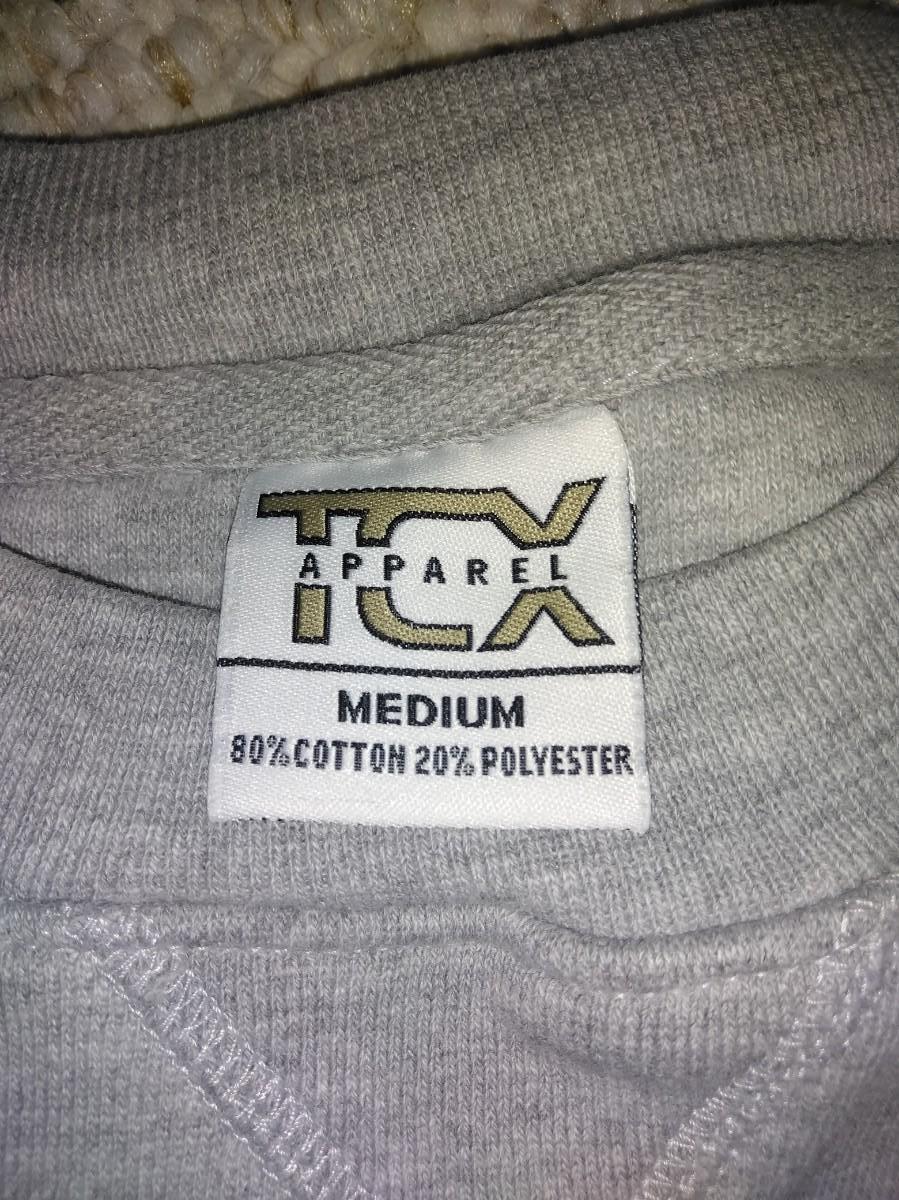 TCX
APPAREL
MEDIUM
80% COTTON 20% POLYESTER